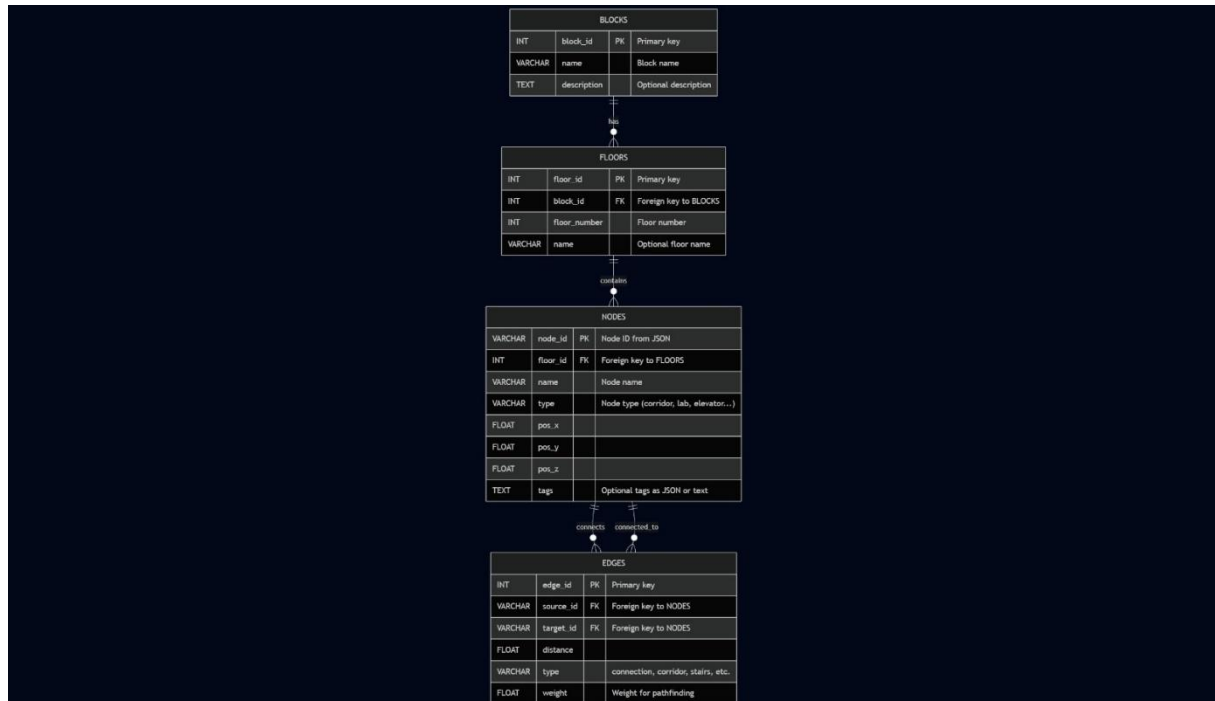 BLOCKS
INT block_id PK Primary key
VARCHAR name Block name
TEXT description Optional description
has
FLOORS
INT floor_id PK Primary key
INT block_id FK Foreign key to BLOCKS
INT floor_number Floor number
VARCHAR name Optional floor name
contains
NODES
VARCHAR node_id PK Node ID from JSON
INT floor_id FK Foreign key to FLOORS
VARCHAR name Node name
VARCHAR type Node type (corridor, lab, elevator...)
FLOAT pos_x
FLOAT pos_y
FLOAT pos_z
TEXT tags Optional tags as JSON or text
connects connected_to
EDGES
INT edge_id PK Primary key
VARCHAR source_id FK Foreign key to NODES
VARCHAR target_id FK Foreign key to NODES
FLOAT distance
VARCHAR type connection, corridor, stairs, etc.
FLOAT weight Weight for pathfinding